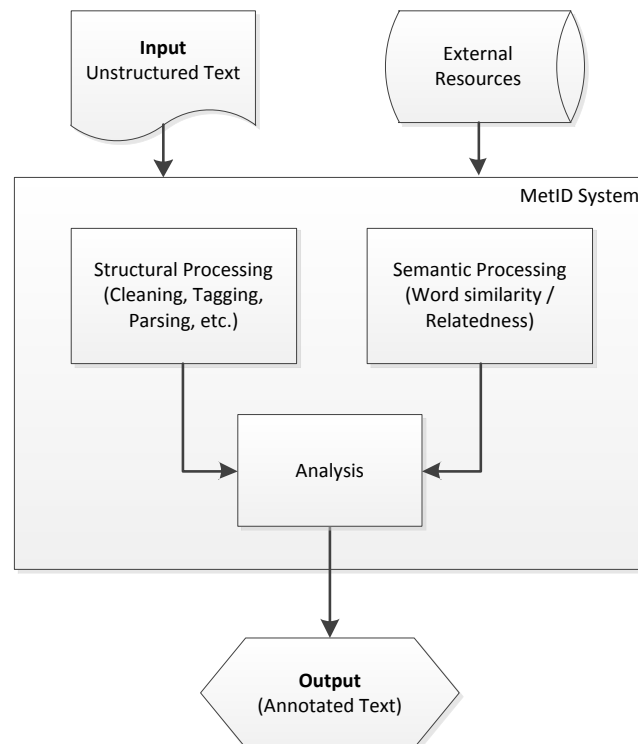 Input
Unstructured Text
External
Resources
MetID System
Structural Processing
(Cleaning, Tagging,
Parsing, etc.)
Semantic Processing
(Word similarity /
Relatedness)
Analysis
Output
(Annotated Text)